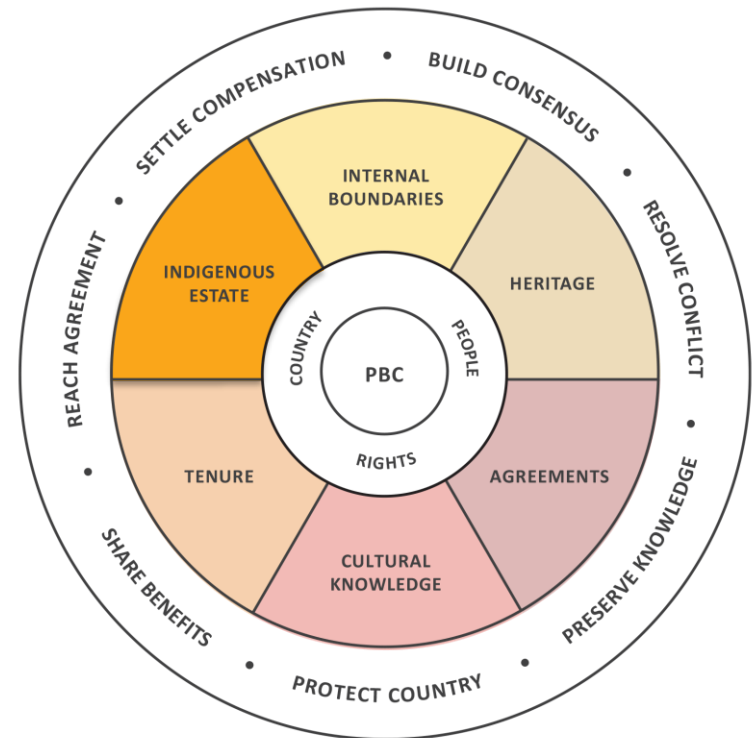 SETTLE COMPENSATION
•
BUILD CONSENSUS
•
RESOLVE CONFLICT
•
PRESERVE KNOWLEDGE
•
PROTECT COUNTRY
•
SHARE BENEFITS
•
REACH AGREEMENT
•
INTERNAL
BOUNDARIES
HERITAGE
AGREEMENTS
CULTURAL
KNOWLEDGE
TENURE
INDIGENOUS
ESTATE
COUNTRY
PEOPLE
RIGHTS
PBC